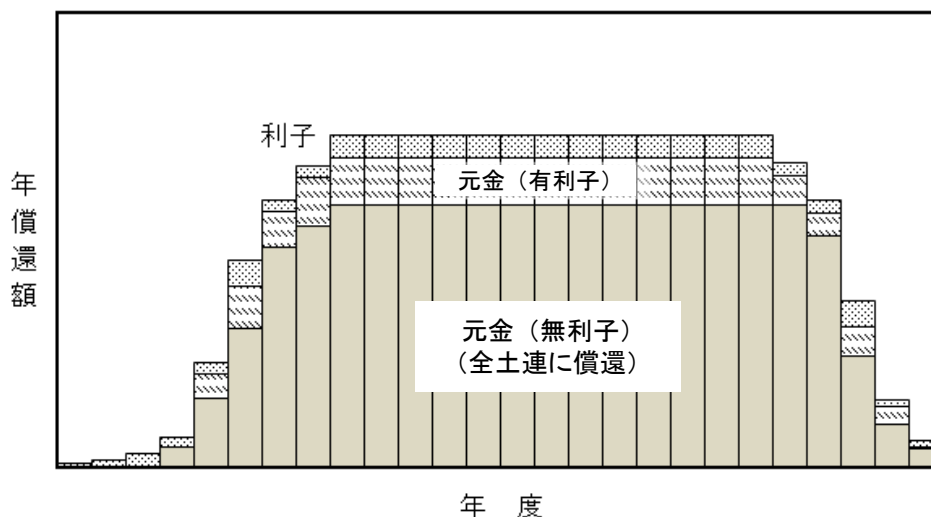 利子
元金（有利子）
元金（無利子）
（全土連に償還）
年償還額
年度